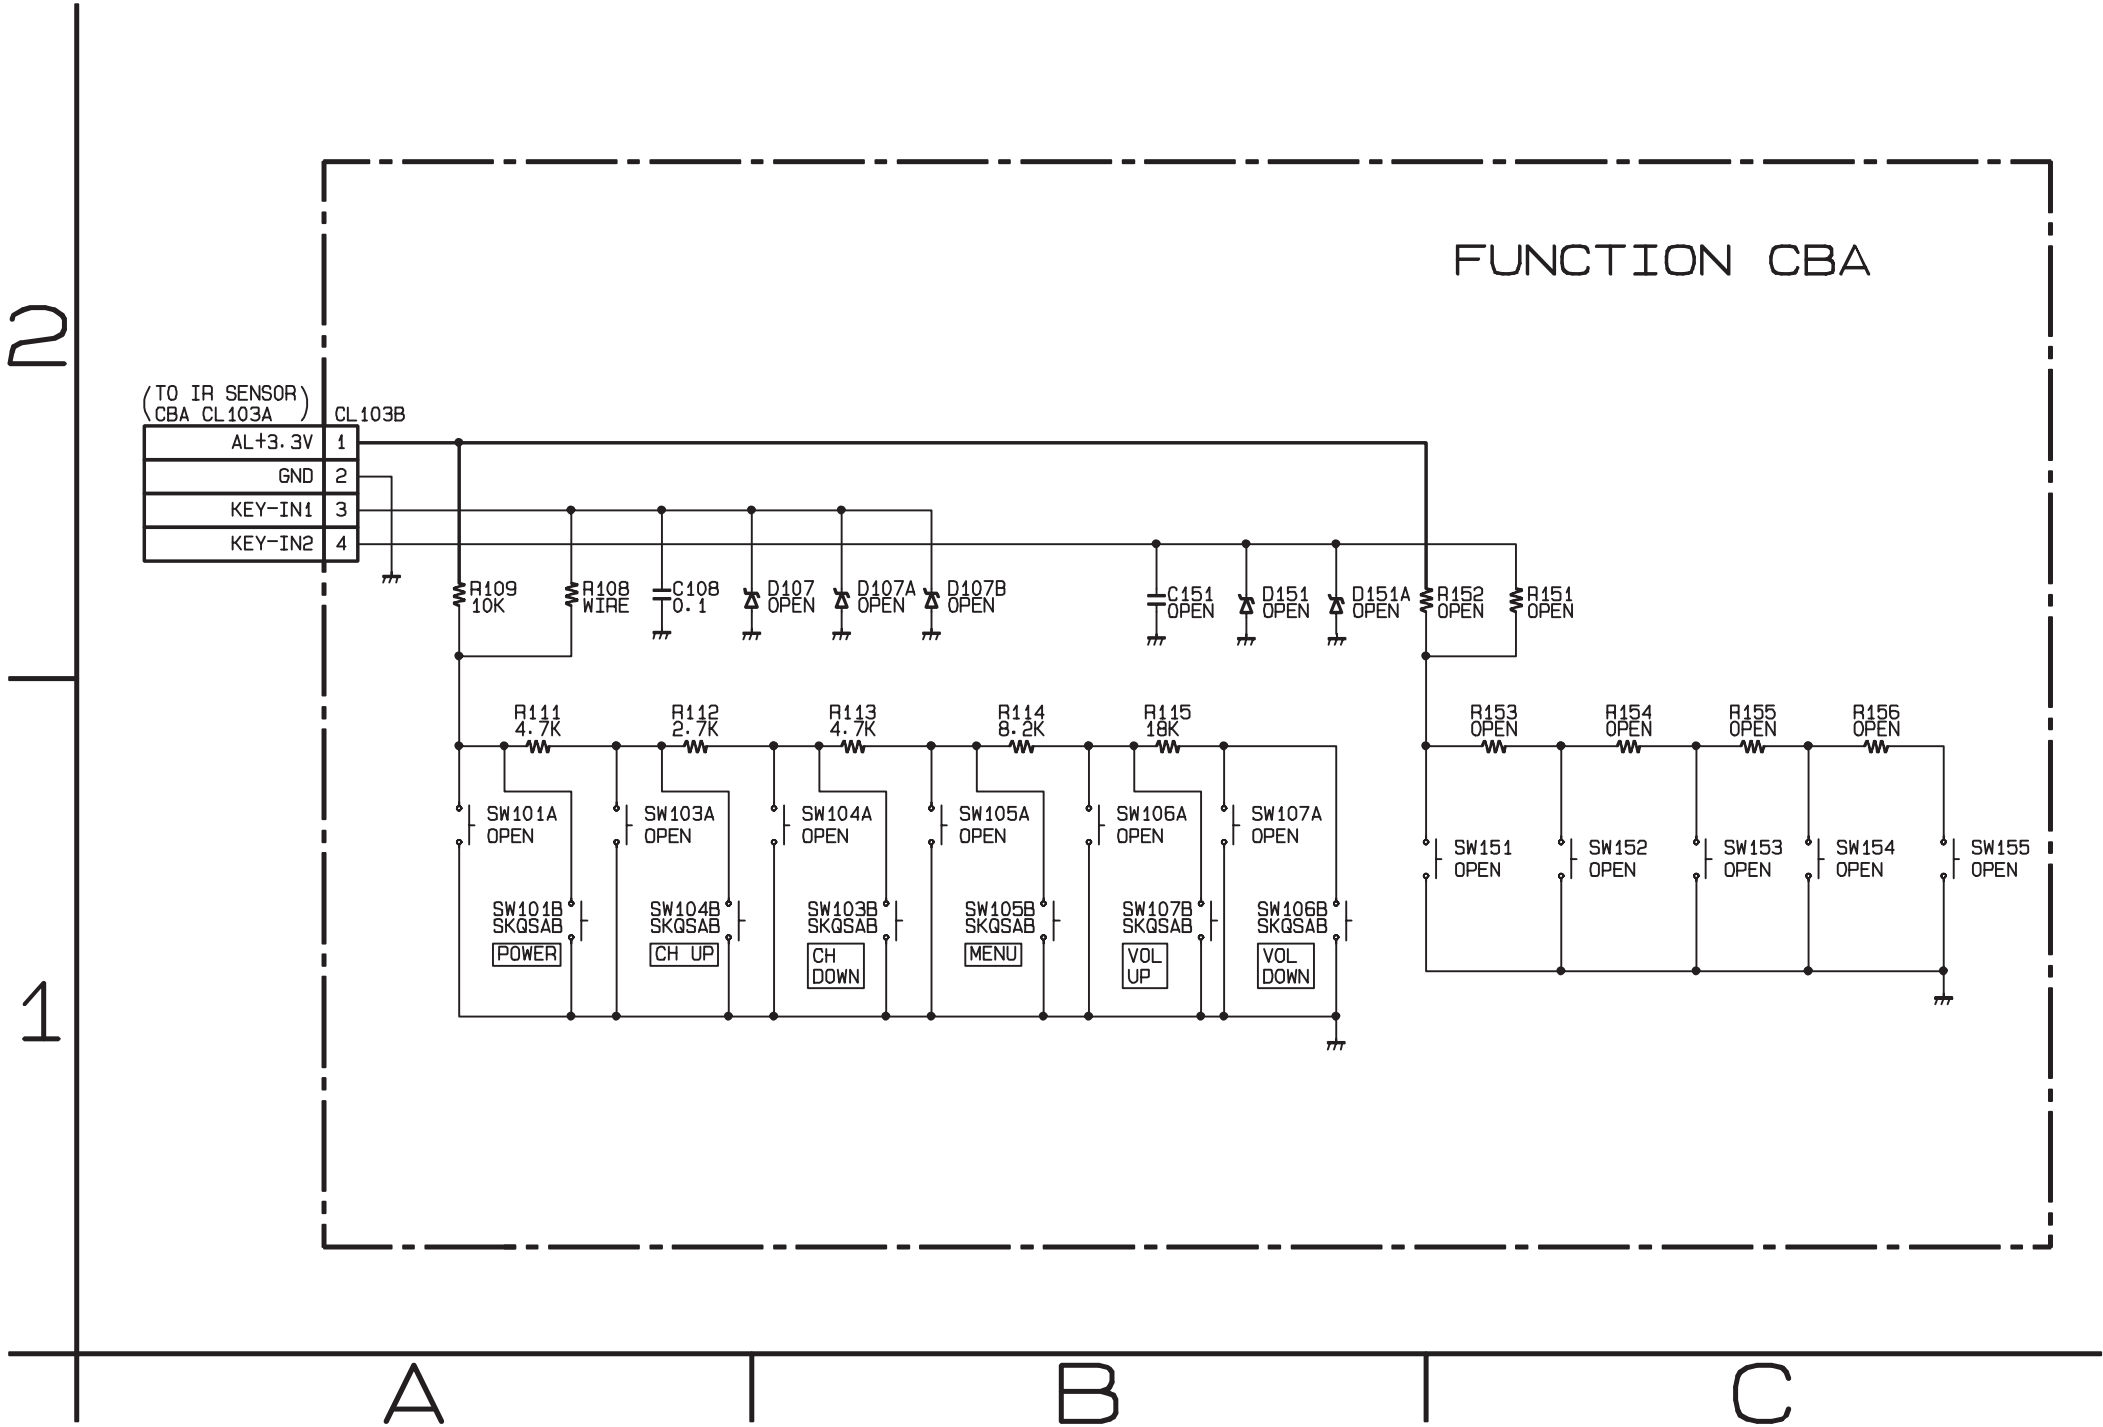 FUNCTION CBA
2
(TO IR SENSOR
CBA CL103A)
CL103B
AL+3.3V 1
GND 2
KEY-IN1 3
KEY-IN2 4
R109
10K
R108
WIRE
C108
0.1
D107
OPEN
D107A
OPEN
D107B
OPEN
C151
OPEN
D151
OPEN
D151A
OPEN
R152
OPEN
R151
OPEN
R111
4.7K
R112
2.7K
R113
4.7K
R114
8.2K
R115
18K
R153
OPEN
R154
OPEN
R155
OPEN
R156
OPEN
SW101A
OPEN
SW103A
OPEN
SW104A
OPEN
SW105A
OPEN
SW106A
OPEN
SW107A
OPEN
SW151
OPEN
SW152
OPEN
SW153
OPEN
SW154
OPEN
SW155
OPEN
SW101B
SKQSAB
POWER
SW104B
SKQSAB
CH UP
SW103B
SKQSAB
CH
DOWN
SW105B
SKQSAB
MENU
SW107B
SKQSAB
VOL
UP
SW106B
SKQSAB
VOL
DOWN
1
A B C